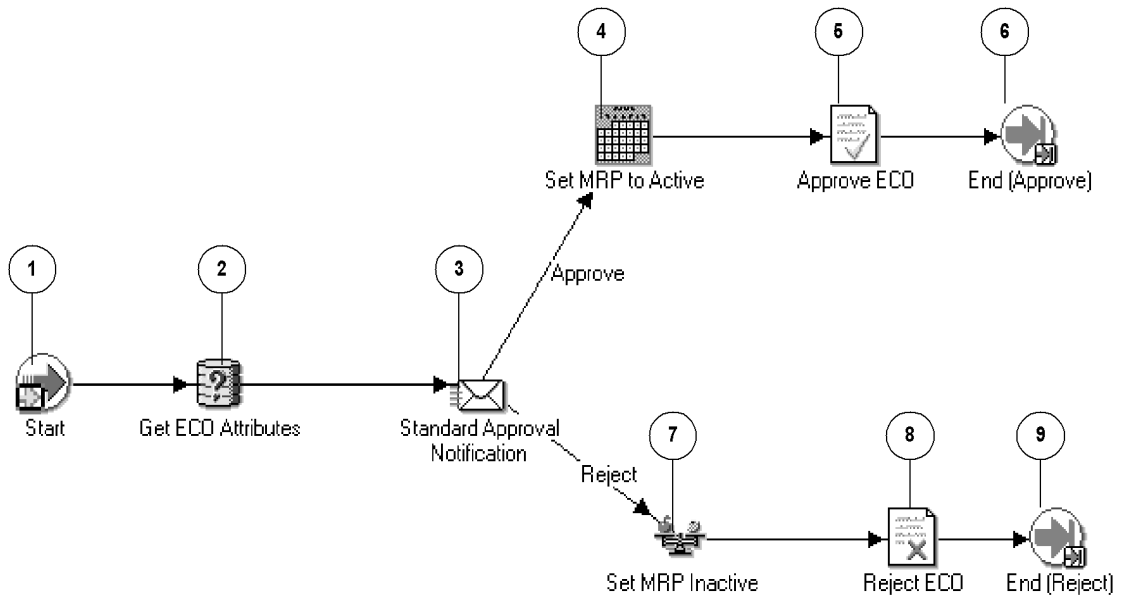 4
5
6
Set MRP to Active
Approve ECO
End (Approve)
1
2
3
Approve
Start
Get ECO Attributes
Standard Approval
Notification
Reject
7
8
9
Set MRP Inactive
Reject ECO
End (Reject)